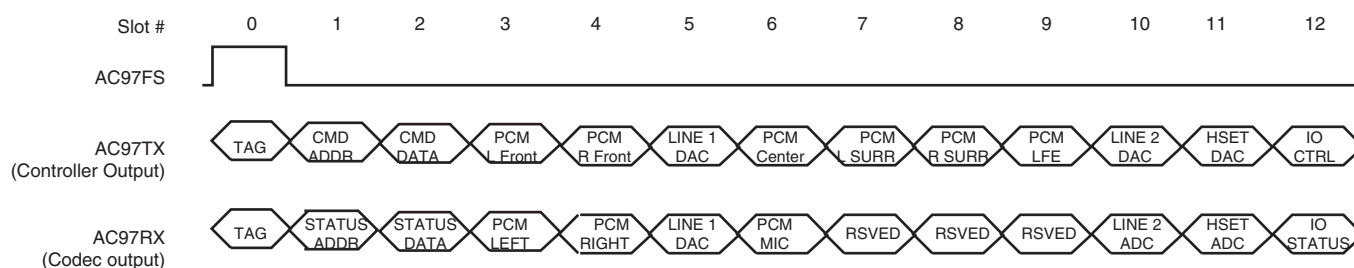 Slot # 0 1 2 3 4 5 6 7 8 9 10 11 12
AC97FS
AC97TX
(Controller Output)
TAG
CMD
ADDR
CMD
DATA
PCM
L Front
PCM
R Front
LINE 1
DAC
PCM
Center
PCM
L SURR
PCM
R SURR
PCM
LFE
LINE 2
DAC
HSET
DAC
IO
CTRL
AC97RX
(Codec output)
TAG
STATUS
ADDR
STATUS
DATA
PCM
LEFT
PCM
RIGHT
LINE 1
DAC
PCM
MIC
RSVED
RSVED
RSVED
LINE 2
ADC
HSET
ADC
IO
STATUS